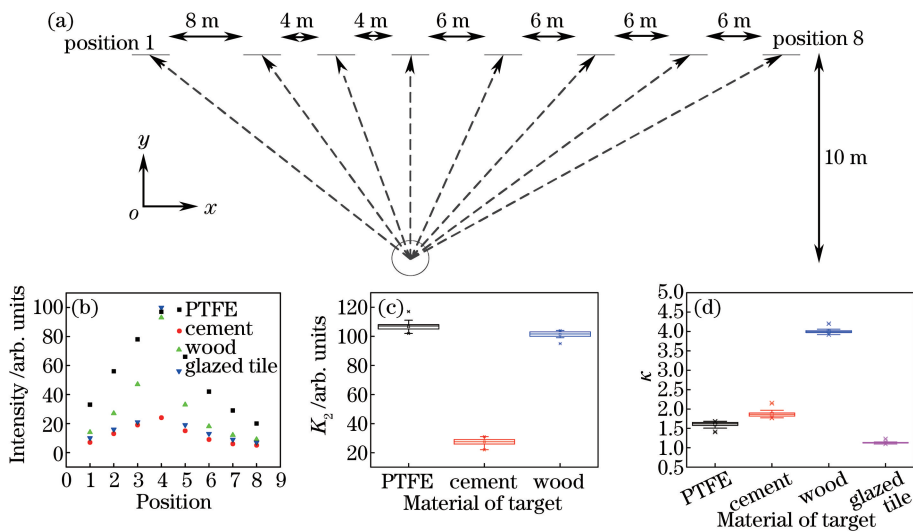 (a)
8 m 4 m 4 m 6 m 6 m 6 m 6 m
position 1 position 8
10 m
y
o x
(b)
Intensity /arb. units
100
80
60
40
20
0
0 1 2 3 4 5 6 7 8 9
Position
PTFE
cement
wood
glazed tile
(c)
K2 /arb. units
120
100
80
60
40
20
PTFE cement wood
Material of target
(d)
κ
4.5
4.0
3.5
3.0
2.5
2.0
1.5
1.0
0.5
PTFE cement wood glazed tile
Material of target